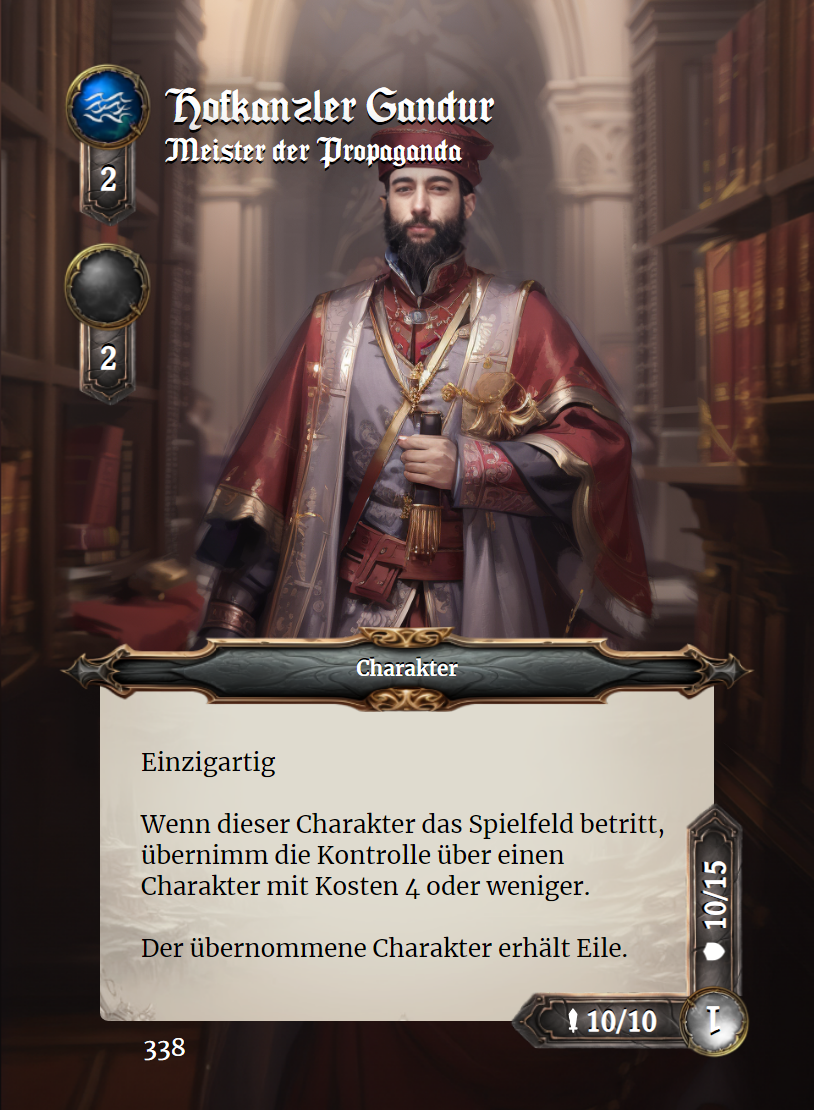 Hofkanzler Gandur
Meister der Propaganda
2
2
Charakter
Einzigartig
Wenn dieser Charakter das Spielfeld betritt,
übernimm die Kontrolle über einen
Charakter mit Kosten 4 oder weniger.
Der übernommene Charakter erhält Eile.
10/15
10/10
1
338